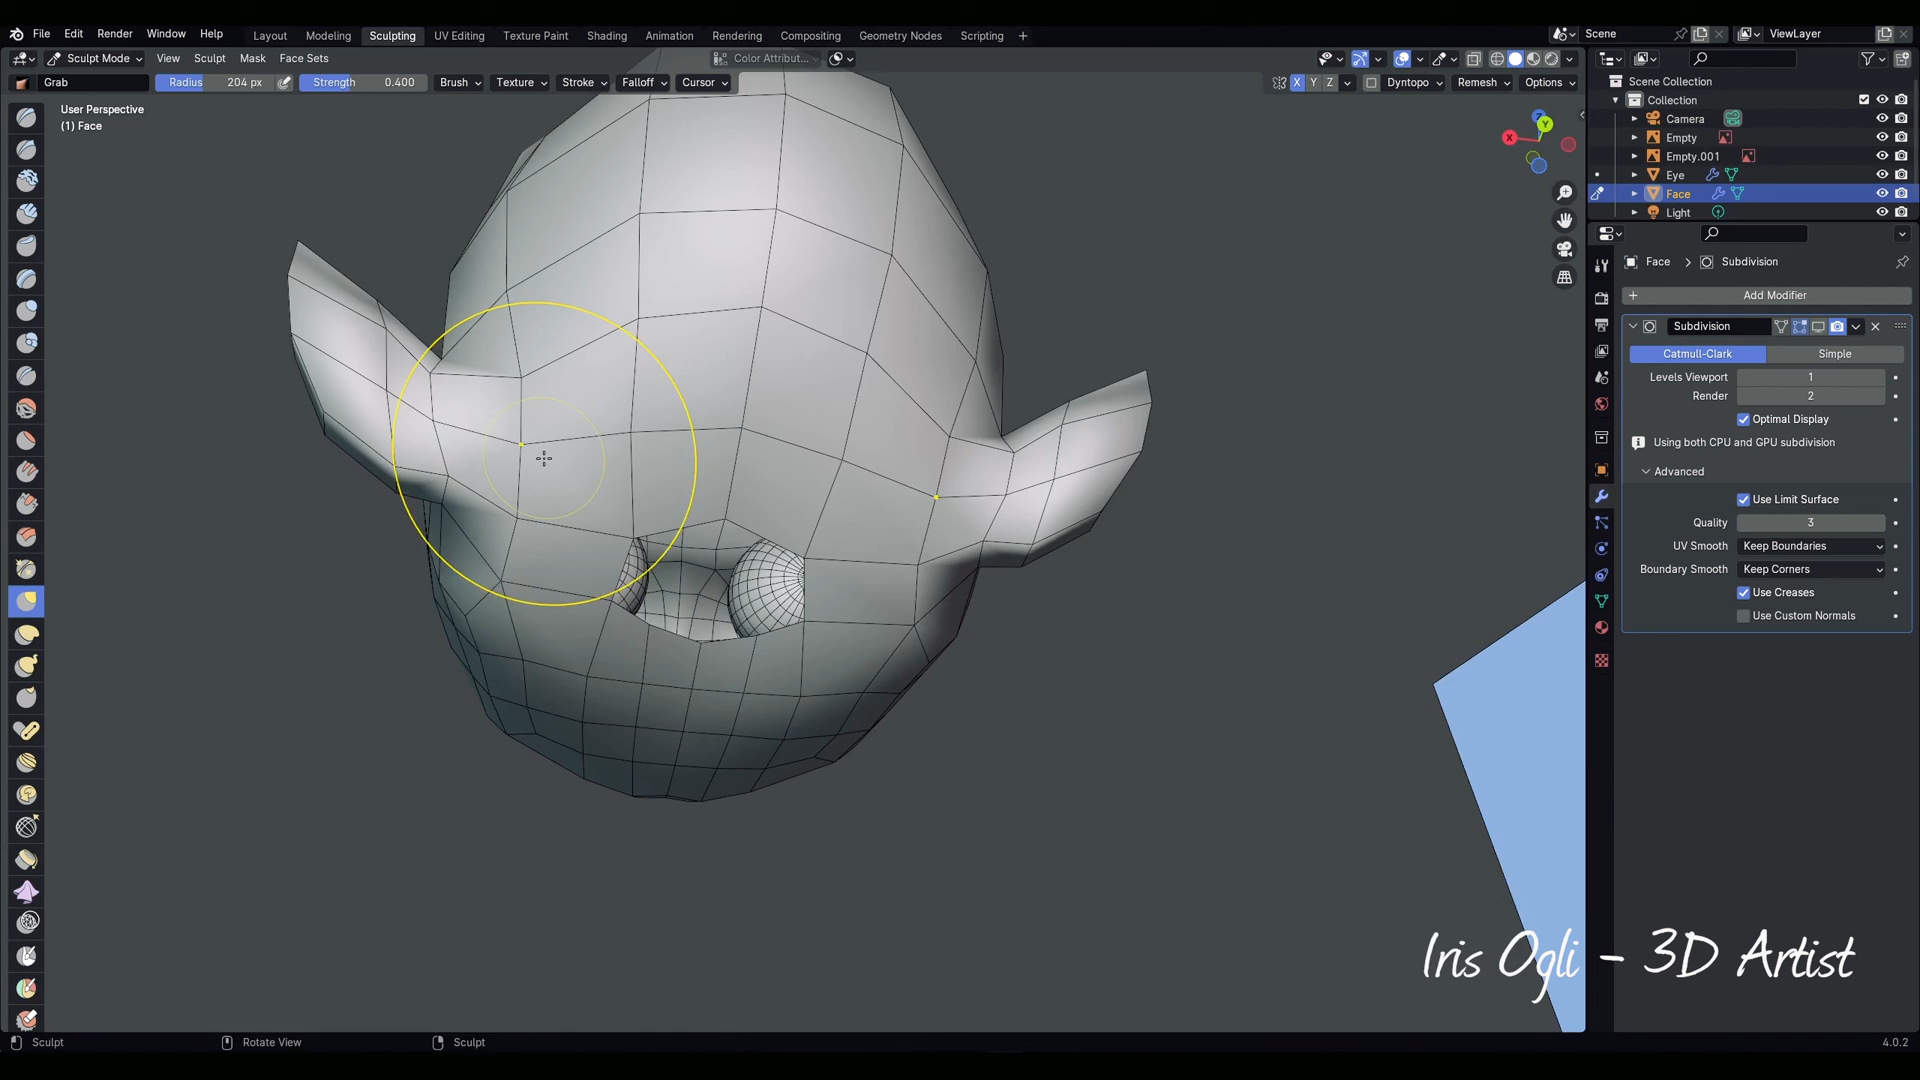 File Edit Render Window Help Layout Modeling Sculpting UV Editing Texture Paint Shading Animation Rendering Compositing Geometry Nodes Scripting + Scene ViewLayer
Sculpt Mode View Sculpt Mask Face Sets Color Attribut...
Grab Radius 204 px Strength 0.400 Brush Texture Stroke Falloff Cursor X Y Z Dyntopo Remesh Options
User Perspective
(1) Face
X
Y
Z
Scene Collection
Collection
Camera
Empty
Empty.001
Eye
Face
Light
Face > Subdivision
+ Add Modifier
Subdivision
Catmull-Clark Simple
Levels Viewport 1
Render 2
Optimal Display
Using both CPU and GPU subdivision
Advanced
Use Limit Surface
Quality 3
UV Smooth Keep Boundaries
Boundary Smooth Keep Corners
Use Creases
Use Custom Normals
Iris Ogli - 3D Artist
Sculpt Rotate View Sculpt 4.0.2